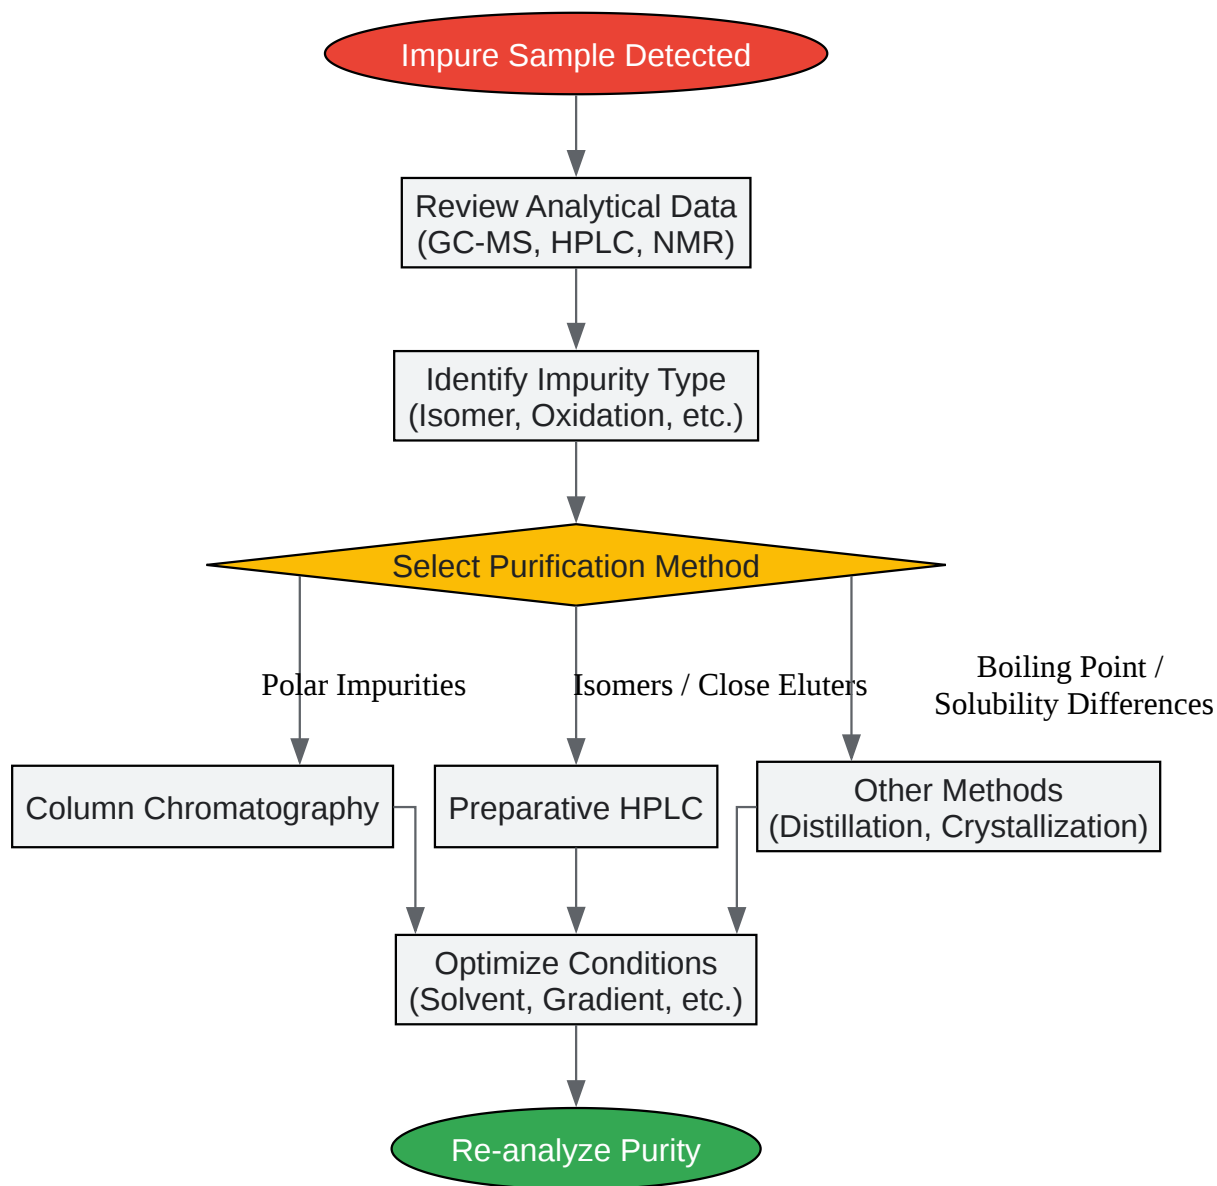 Impure Sample Detected
Review Analytical Data
(GC-MS, HPLC, NMR)
Identify Impurity Type
(Isomer, Oxidation, etc.)
Select Purification Method
Polar Impurities
Isomers / Close Eluters
Boiling Point /
Solubility Differences
Column Chromatography
Preparative HPLC
Other Methods
(Distillation, Crystallization)
Optimize Conditions
(Solvent, Gradient, etc.)
Re-analyze Purity